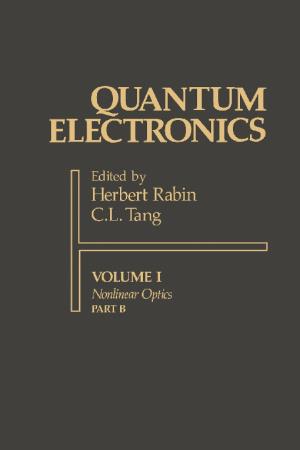 QUANTUM
ELECTRONICS
Edited by
Herbert Rabin
C.L. Tang
VOLUME I
Nonlinear Optics
PART B